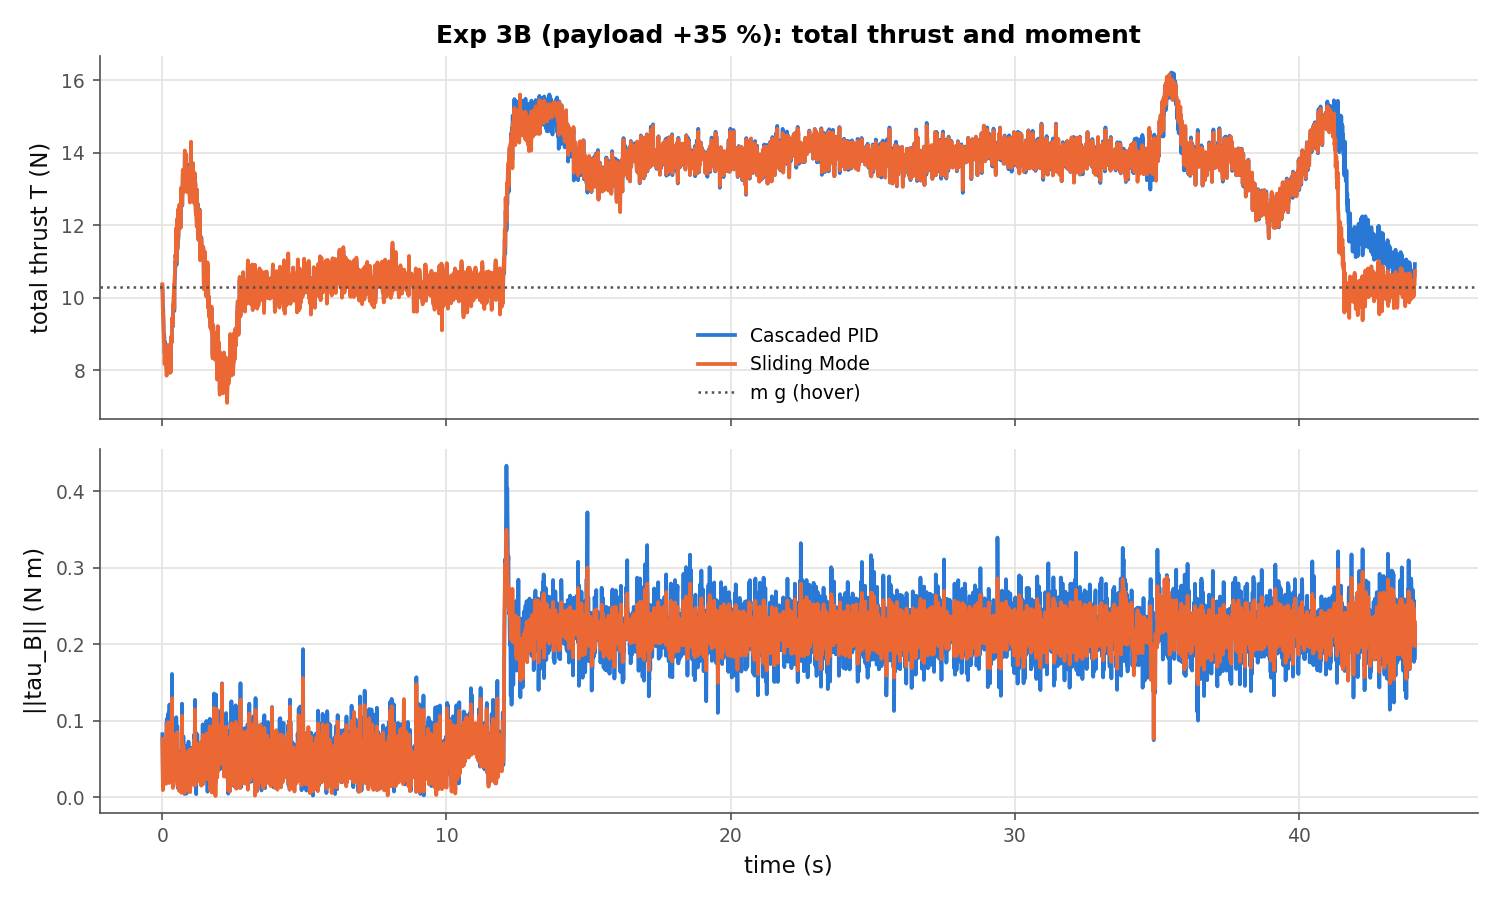 Exp 3B (payload +35 %): total thrust and moment
total thrust T (N)
16
14
12
10
8
Cascaded PID
Sliding Mode
m g (hover)
||tau_B|| (N m)
0.4
0.3
0.2
0.1
0.0
0 10 20 30 40
time (s)